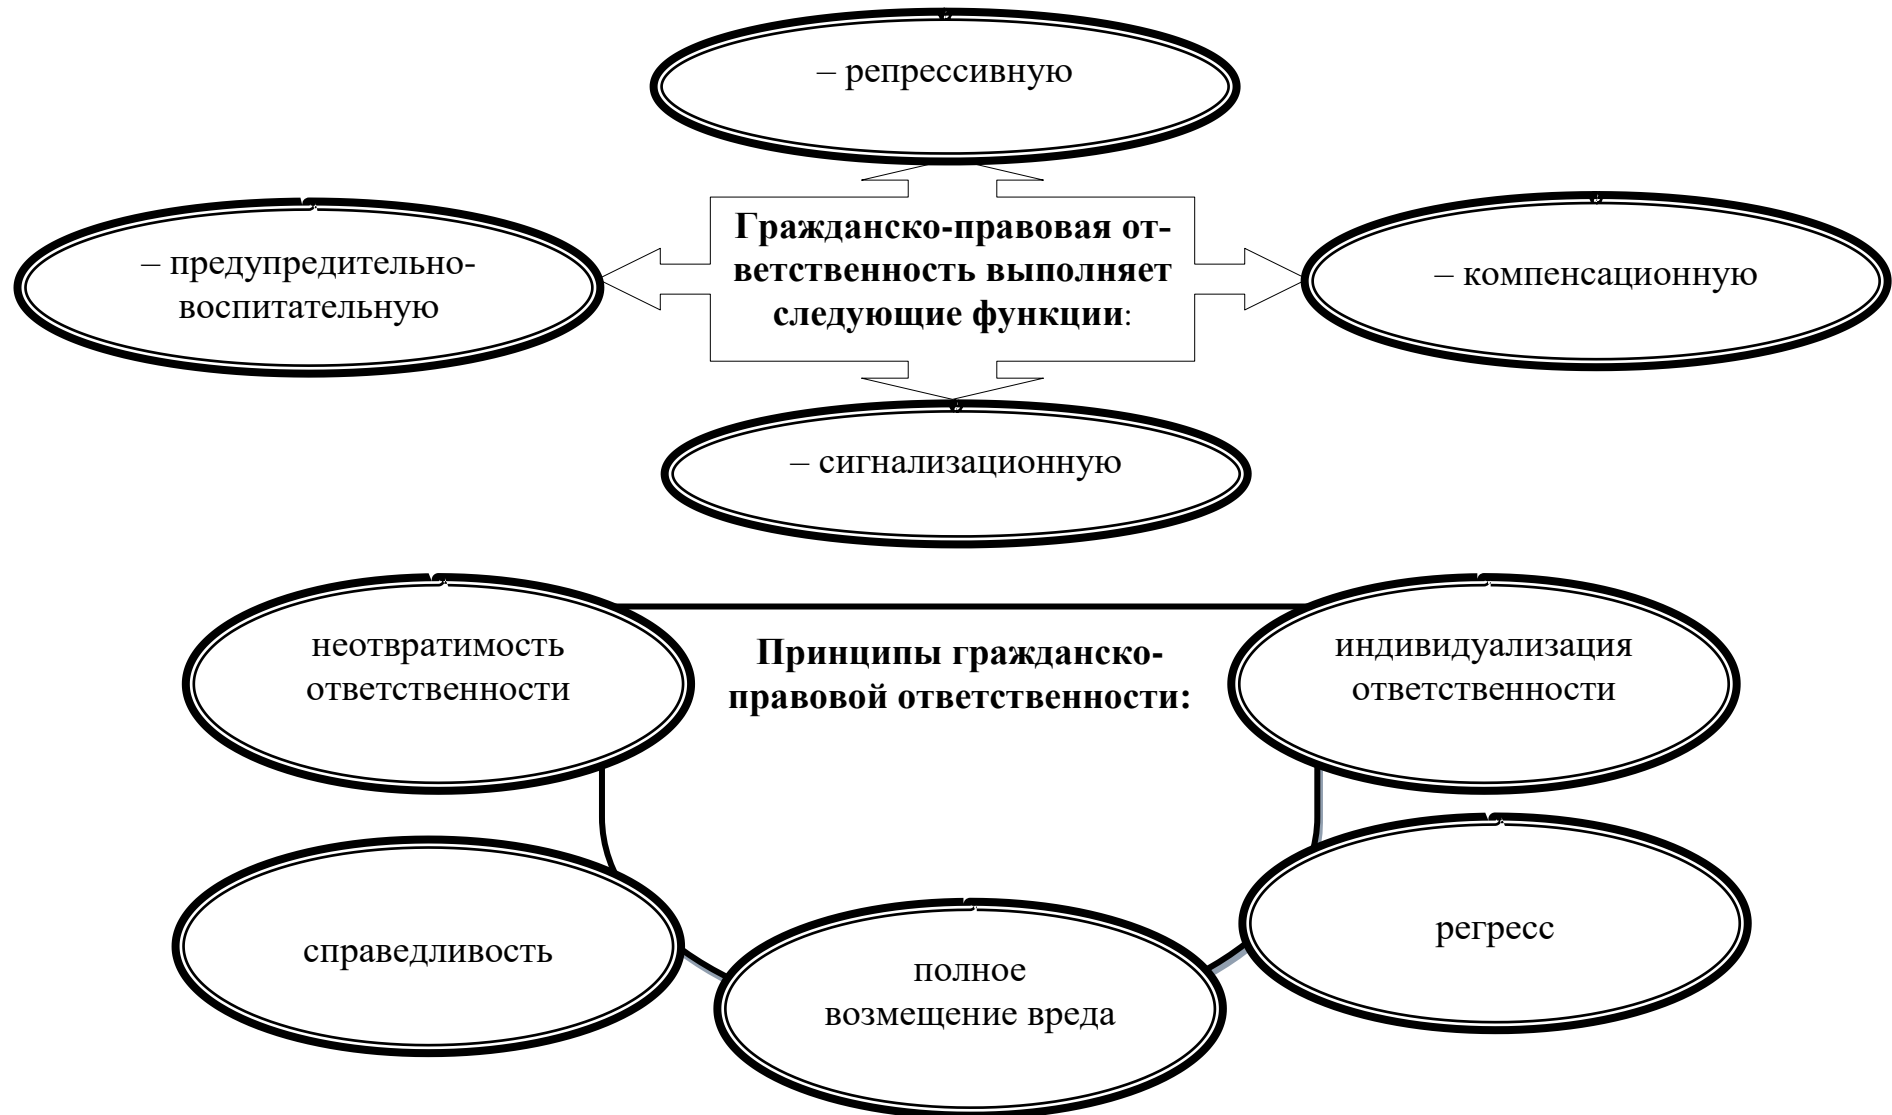 – репрессивную
Гражданско-правовая от-
ветственность выполняет
следующие функции:
– предупредительно-
воспитательную
– компенсационную
– сигнализационную
Принципы гражданско-
правовой ответственности:
неотвратимость
ответственности
индивидуализация
ответственности
справедливость
полное
возмещение вреда
регресс